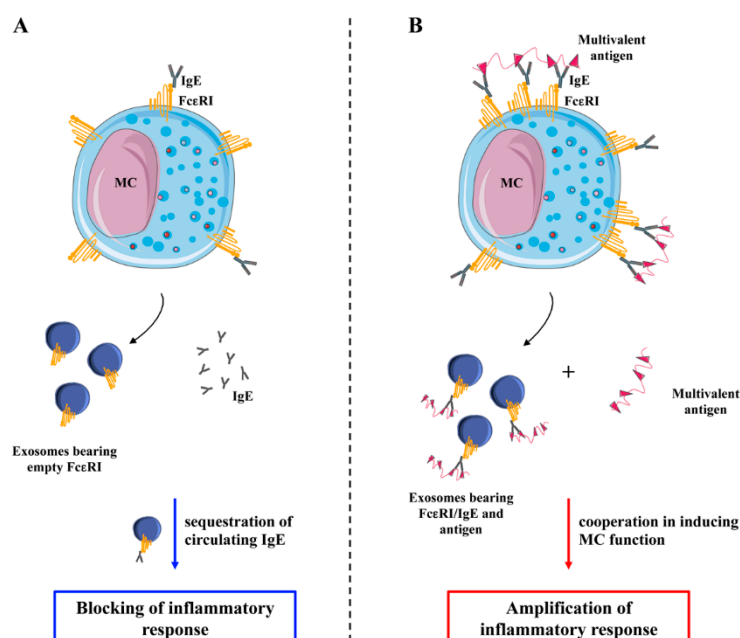 A
IgE
FcεRI
MC
Exosomes bearing
empty FcεRI
IgE
sequestration of
circulating IgE
Blocking of inflammatory
response
B
Multivalent
antigen
IgE
FcεRI
MC
+
Multivalent
antigen
Exosomes bearing
FcεRI/IgE and
antigen
cooperation in inducing
MC function
Amplification of
inflammatory response